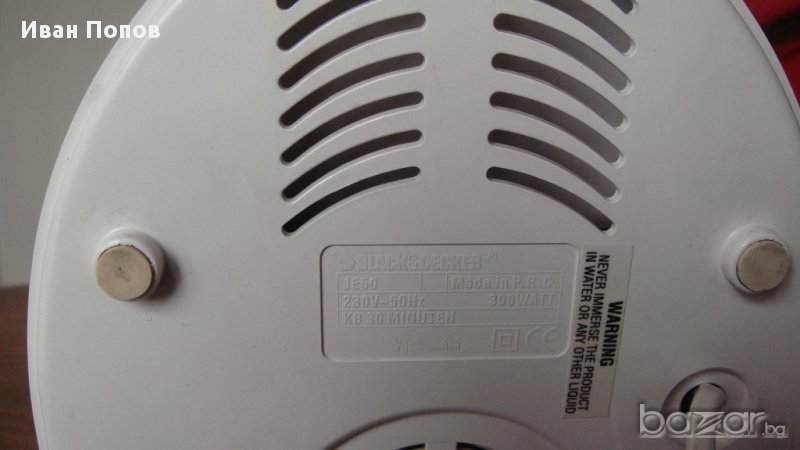 Иван Попов
BLACK&DECKER®
JE60 Made in P.R.C.
230V~50Hz 300WATT
KB 30 MINUTEN
CE
WARNING
NEVER IMMERSE THE PRODUCT
IN WATER OR ANY OTHER LIQUID
bazar.bg